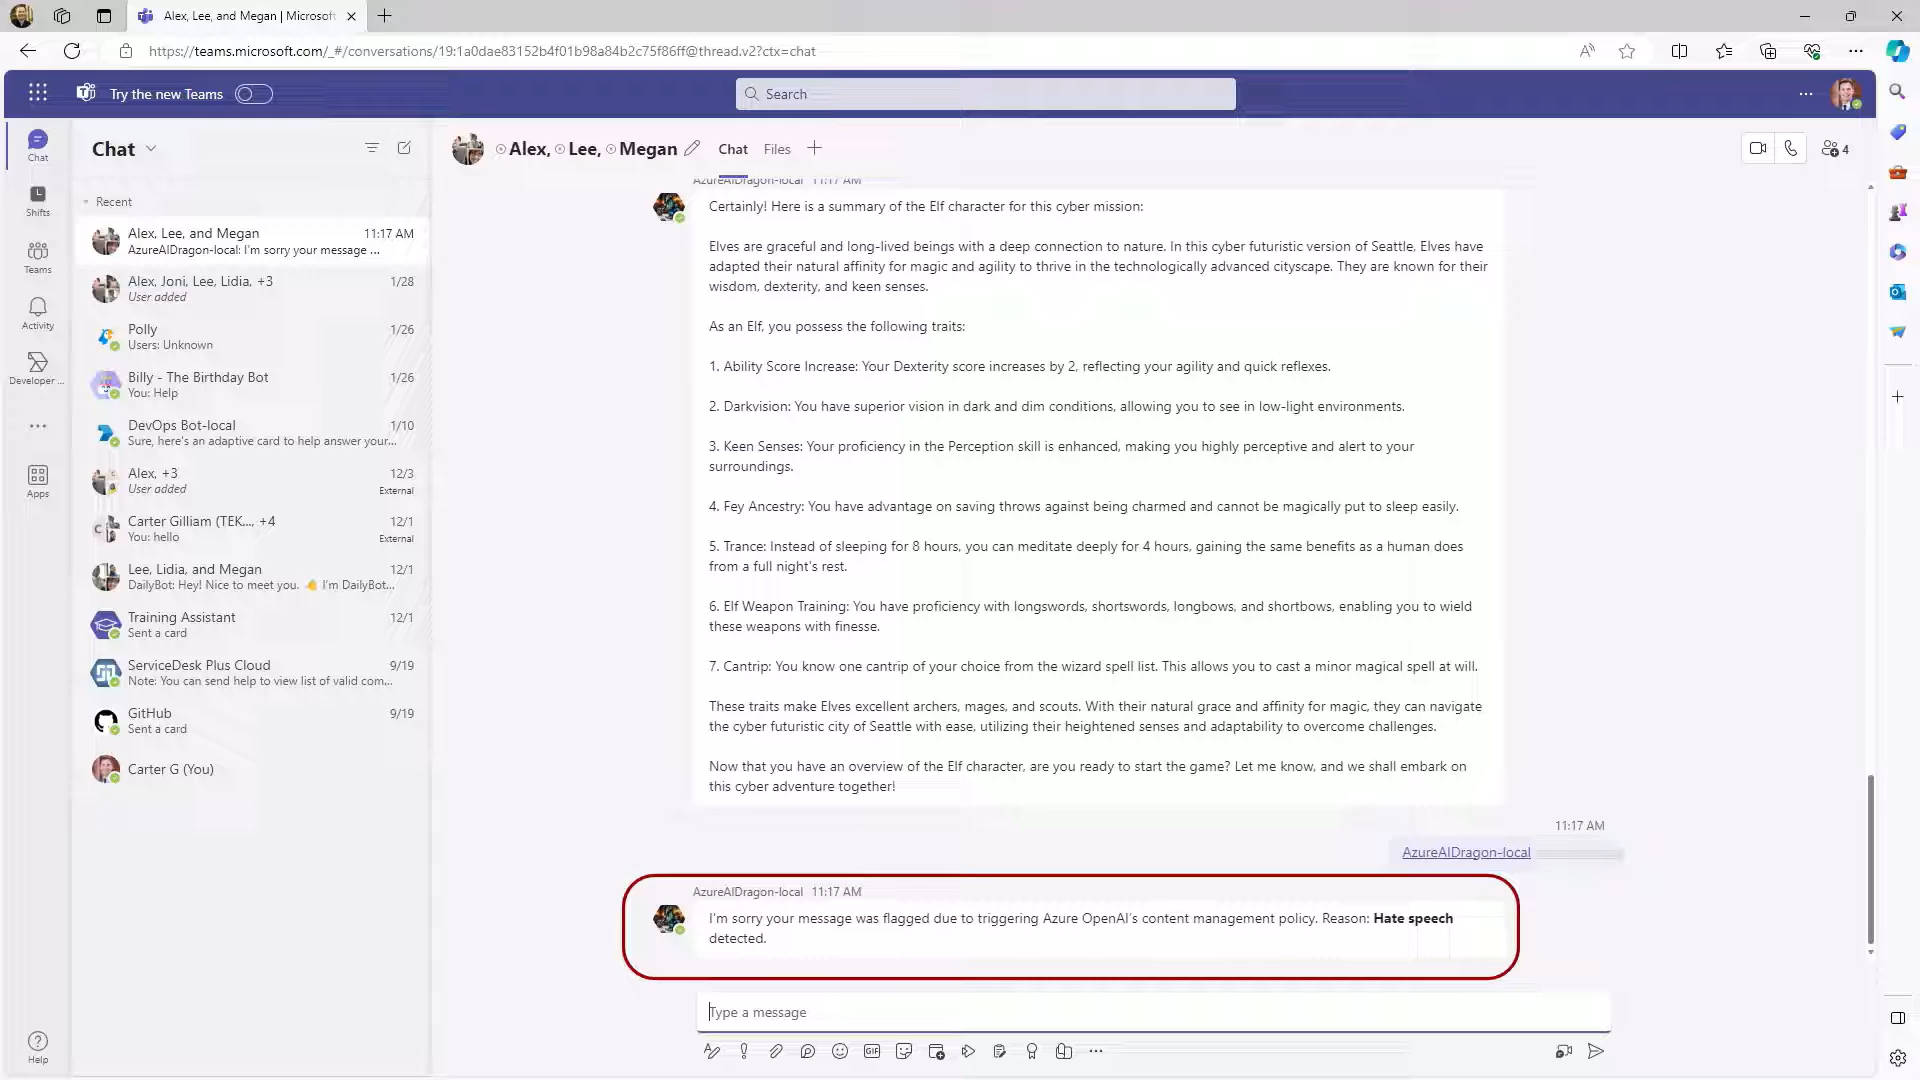 Alex, Lee, and Megan | Microsof
https://teams.microsoft.com/_#/conversations/19:1a0dae83152b4f01b98a84b2c75f86ff@thread.v2?ctx=chat
Try the new Teams
Search
Chat
Shifts
Teams
Activity
Developer ...
Apps
Help
Chat
Recent
Alex, Lee, and Megan 11:17 AM
AzureAIDragon-local: I'm sorry your message ...
Alex, Joni, Lee, Lidia, +3 1/28
User added
Polly 1/26
Users: Unknown
Billy - The Birthday Bot 1/26
You: Help
DevOps Bot-local 1/10
Sure, here's an adaptive card to help answer your...
Alex, +3 12/3
User added External
Carter Gilliam (TEK..., +4 12/1
You: hello External
Lee, Lidia, and Megan 12/1
DailyBot: Hey! Nice to meet you. 👋 I'm DailyBot...
Training Assistant 12/1
Sent a card
ServiceDesk Plus Cloud 9/19
Note: You can send help to view list of valid com...
GitHub 9/19
Sent a card
Carter G (You)
Alex, Lee, Megan Chat Files 4
AzureAIDragon-local 11:17 AM
Certainly! Here is a summary of the Elf character for this cyber mission:
Elves are graceful and long-lived beings with a deep connection to nature. In this cyber futuristic version of Seattle, Elves have
adapted their natural affinity for magic and agility to thrive in the technologically advanced cityscape. They are known for their
wisdom, dexterity, and keen senses.
As an Elf, you possess the following traits:
1. Ability Score Increase: Your Dexterity score increases by 2, reflecting your agility and quick reflexes.
2. Darkvision: You have superior vision in dark and dim conditions, allowing you to see in low-light environments.
3. Keen Senses: Your proficiency in the Perception skill is enhanced, making you highly perceptive and alert to your
surroundings.
4. Fey Ancestry: You have advantage on saving throws against being charmed and cannot be magically put to sleep easily.
5. Trance: Instead of sleeping for 8 hours, you can meditate deeply for 4 hours, gaining the same benefits as a human does
from a full night's rest.
6. Elf Weapon Training: You have proficiency with longswords, shortswords, longbows, and shortbows, enabling you to wield
these weapons with finesse.
7. Cantrip: You know one cantrip of your choice from the wizard spell list. This allows you to cast a minor magical spell at will.
These traits make Elves excellent archers, mages, and scouts. With their natural grace and affinity for magic, they can navigate
the cyber futuristic city of Seattle with ease, utilizing their heightened senses and adaptability to overcome challenges.
Now that you have an overview of the Elf character, are you ready to start the game? Let me know, and we shall embark on
this cyber adventure together!
11:17 AM
AzureAIDragon-local
AzureAIDragon-local 11:17 AM
I'm sorry your message was flagged due to triggering Azure OpenAI's content management policy. Reason: Hate speech
detected.
Type a message
GIF